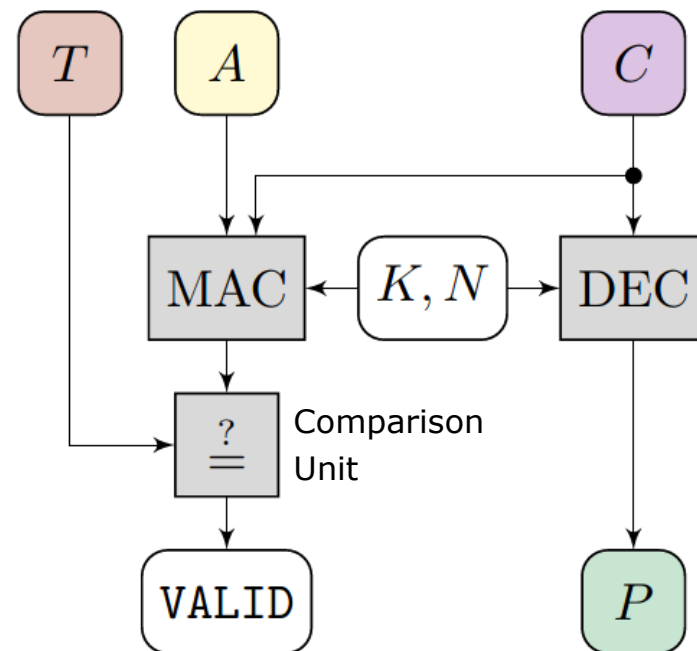 T A C
MAC K, N DEC
?
=
Comparison
Unit
VALID P